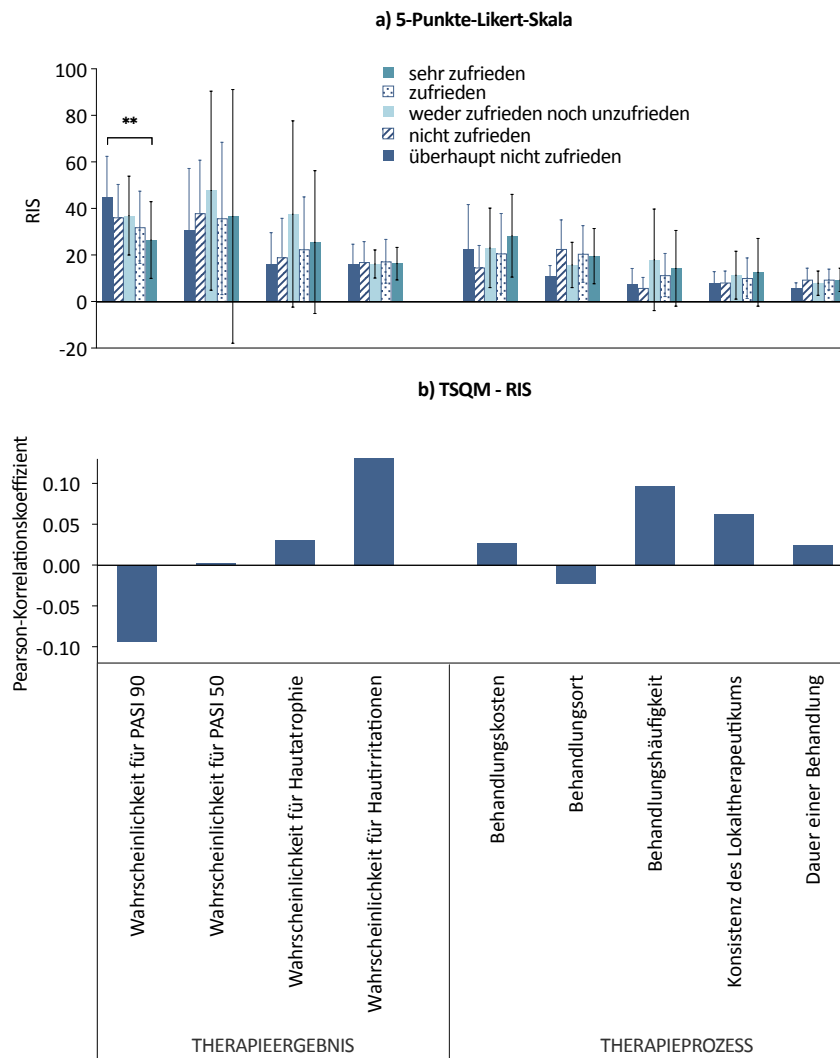 a) 5-Punkte-Likert-Skala
100
80
60
40
20
0
-20
RIS
**
sehr zufrieden
zufrieden
weder zufrieden noch unzufrieden
nicht zufrieden
überhaupt nicht zufrieden
b) TSQM - RIS
Pearson-Korrelationskoeffizient
0.10
0.05
0.00
-0.05
-0.10
Wahrscheinlichkeit für PASI 90
Wahrscheinlichkeit für PASI 50
Wahrscheinlichkeit für Hautatrophie
Wahrscheinlichkeit für Hautirritationen
Behandlungskosten
Behandlungsort
Behandlungshäufigkeit
Konsistenz des Lokaltherapeutikums
Dauer einer Behandlung
THERAPIEERGEBNIS
THERAPIEPROZESS